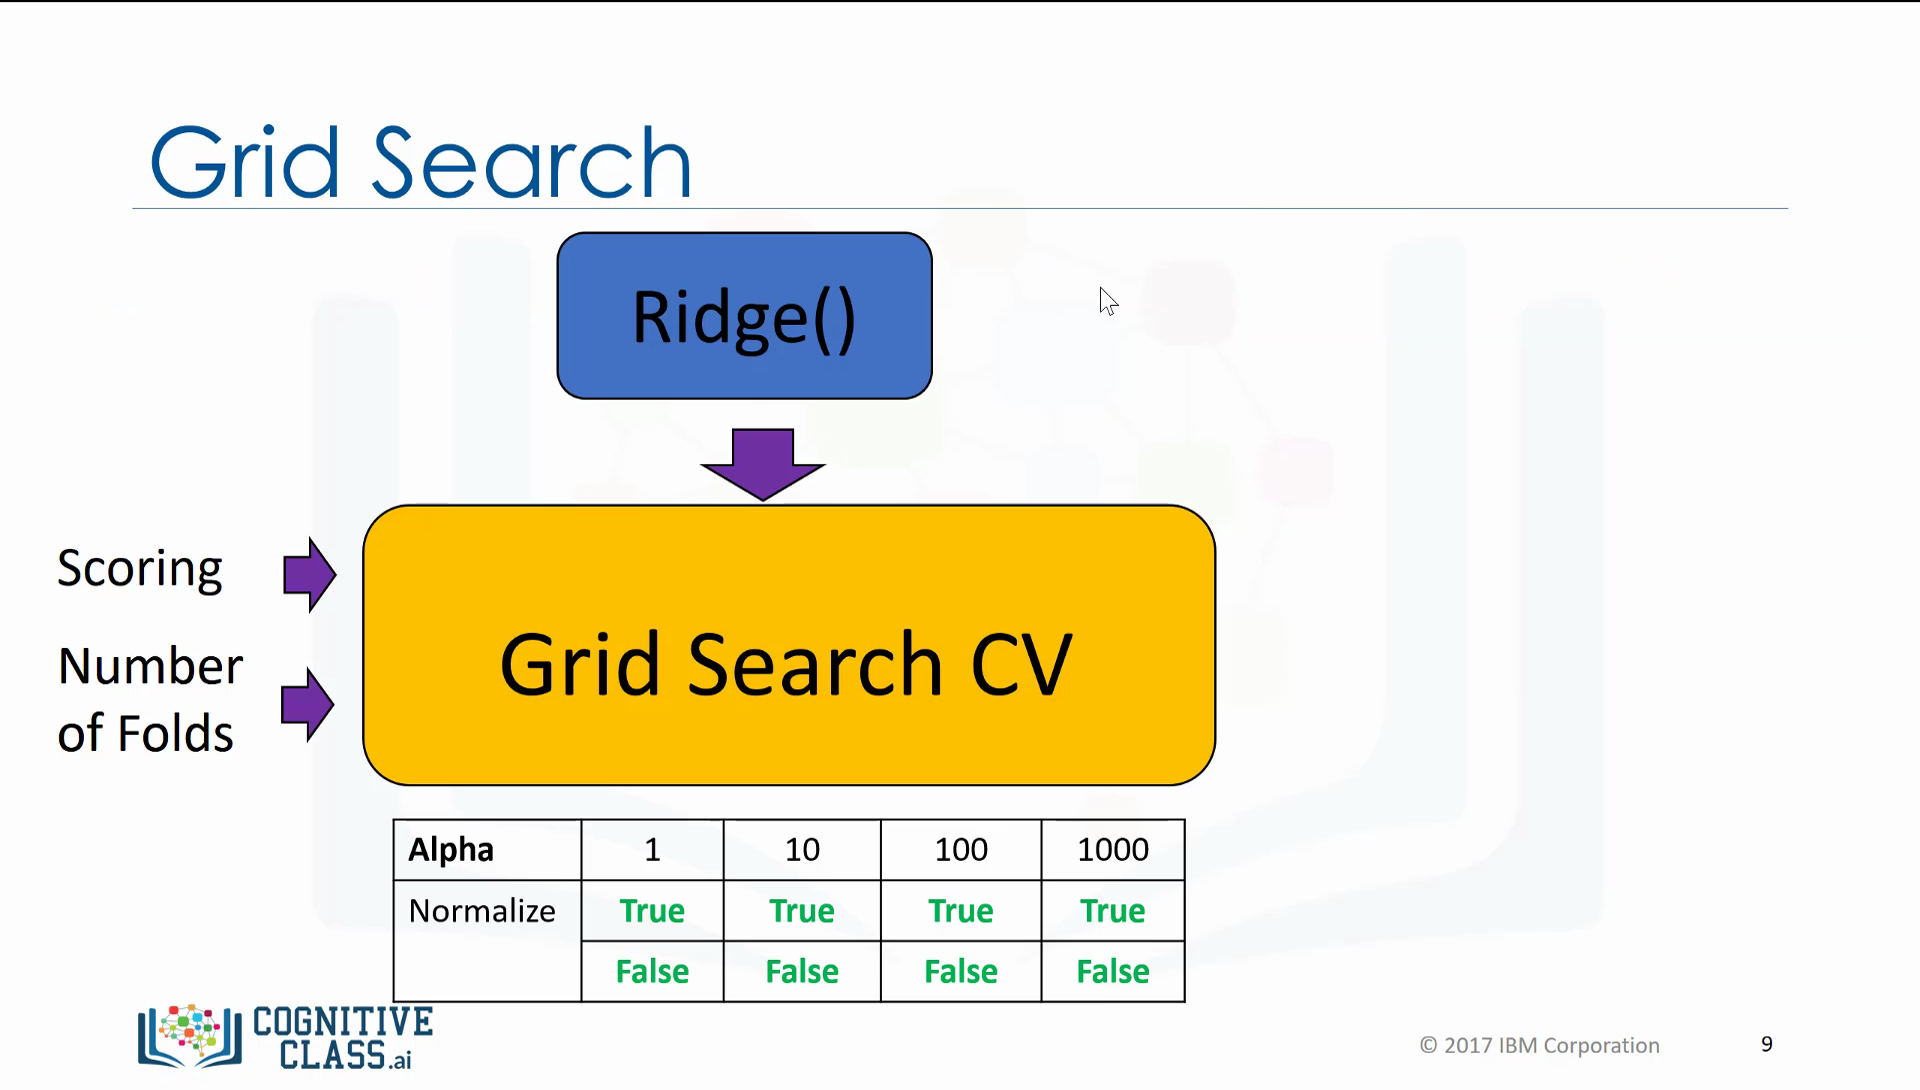 Grid Search
Ridge()
Scoring
Number
of Folds
Grid Search CV
Alpha 1 10 100 1000
Normalize True True True True
False False False False
COGNITIVE
CLASS.ai
© 2017 IBM Corporation 9